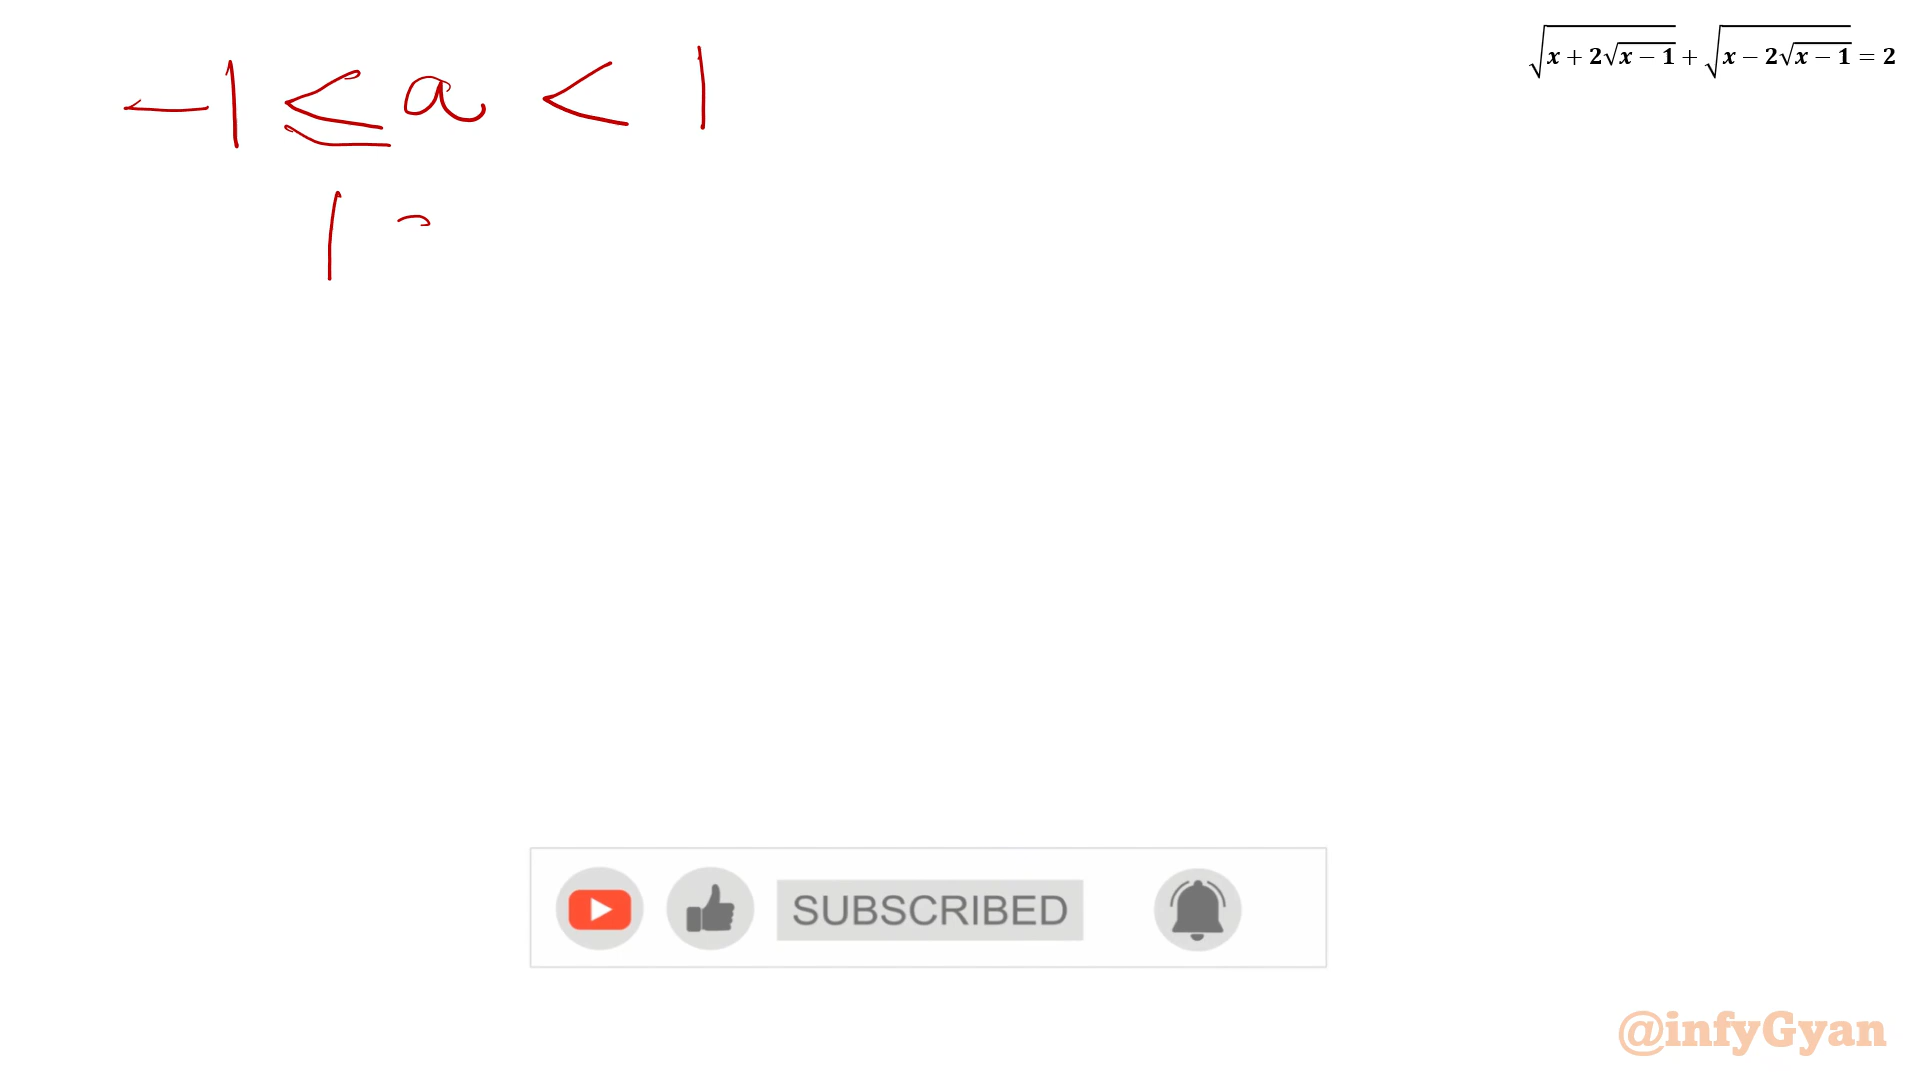 √(x + 2√(x − 1)) + √(x − 2√(x − 1)) = 2
−1 ≤ a < 1
SUBSCRIBED
@infyGyan